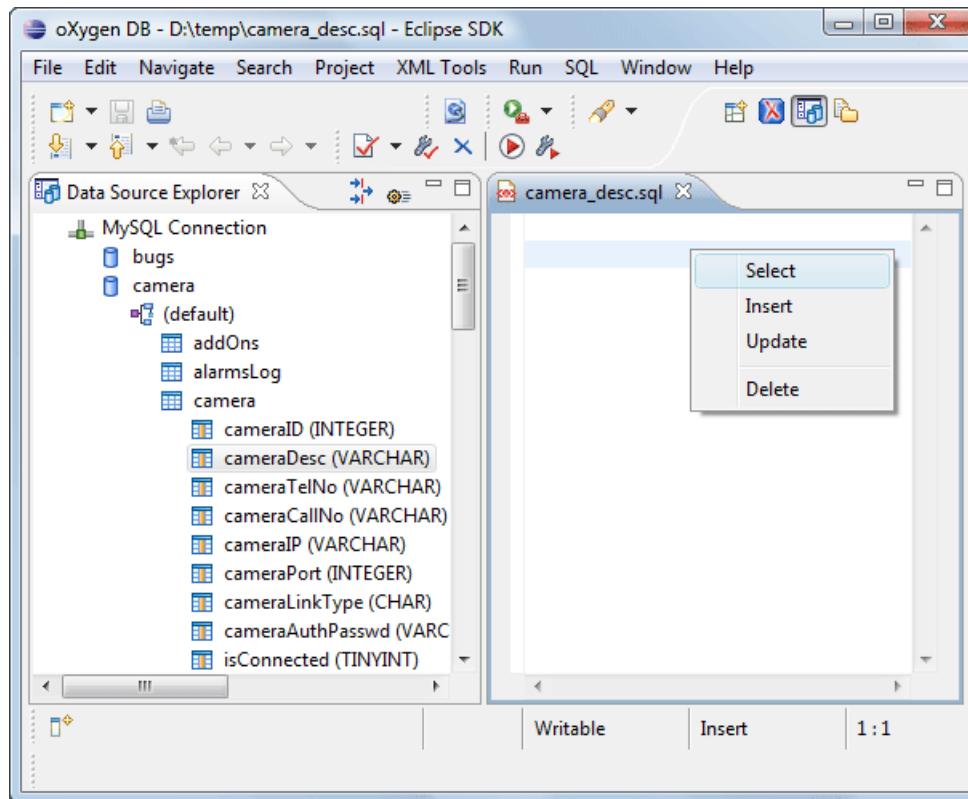 oXygen DB - D:\temp\camera_desc.sql - Eclipse SDK
File Edit Navigate Search Project XML Tools Run SQL Window Help
Data Source Explorer
MySQL Connection
bugs
camera
(default)
addOns
alarmsLog
camera
cameraID (INTEGER)
cameraDesc (VARCHAR)
cameraTelNo (VARCHAR)
cameraCallNo (VARCHAR)
cameraIP (VARCHAR)
cameraPort (INTEGER)
cameraLinkType (CHAR)
cameraAuthPasswd (VARC
isConnected (TINYINT)
camera_desc.sql
Select
Insert
Update
Delete
Writable Insert 1 : 1